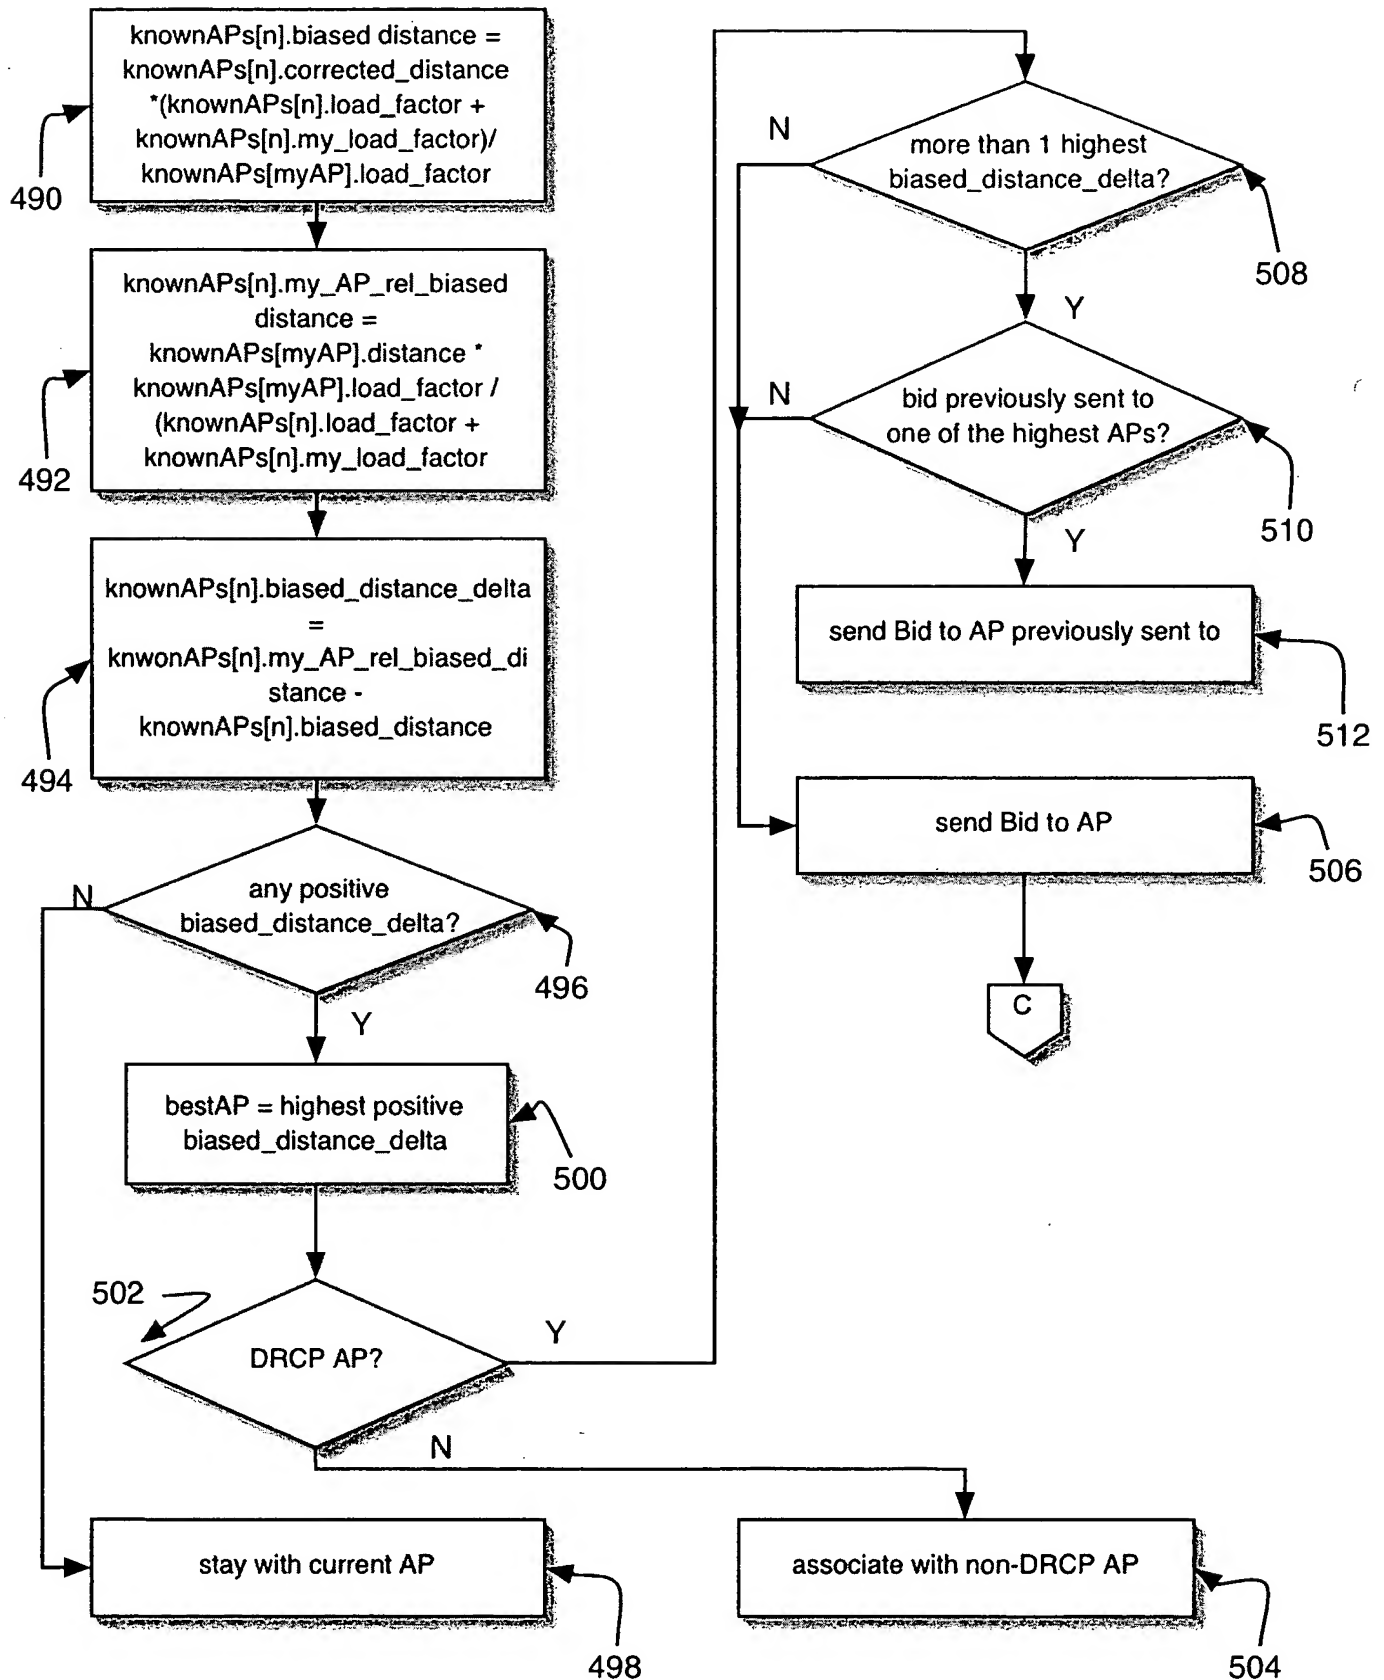 knownAPs[n].biased distance =
knownAPs[n].corrected_distance
*(knownAPs[n].load_factor +
knownAPs[n].my_load_factor)/
knownAPs[myAP].load_factor
490
knownAPs[n].my_AP_rel_biased
distance =
knownAPs[myAP].distance *
knownAPs[myAP].load_factor /
(knownAPs[n].load_factor +
knownAPs[n].my_load_factor
492
knownAPs[n].biased_distance_delta
=
knwonAPs[n].my_AP_rel_biased_di
stance -
knownAPs[n].biased_distance
494
N
any positive
biased_distance_delta?
496
Y
bestAP = highest positive
biased_distance_delta
500
502
DRCP AP?
Y
N
stay with current AP
498
associate with non-DRCP AP
504
N
more than 1 highest
biased_distance_delta?
508
Y
N
bid previously sent to
one of the highest APs?
510
Y
send Bid to AP previously sent to
512
send Bid to AP
506
C